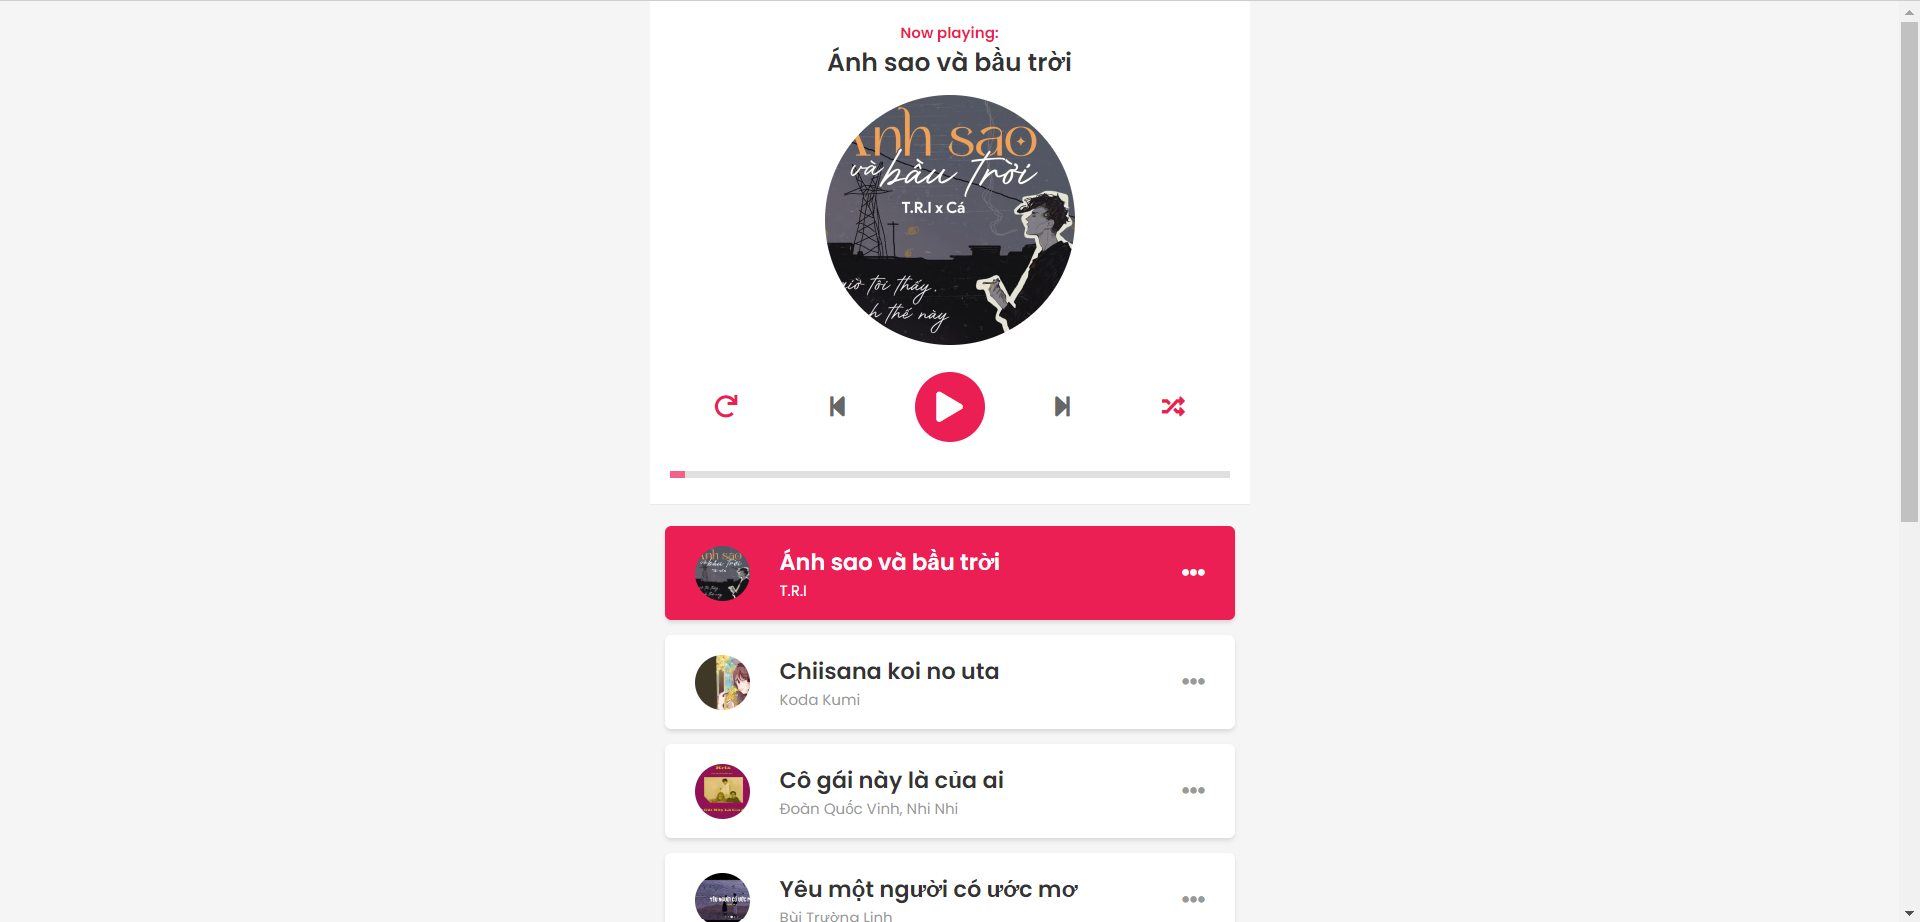 Now playing:
Ánh sao và bầu trời
Ánh sao
và bầu trời
T.R.I x Cá
giờ tôi thấy.
h thế này
Ánh sao và bầu trời
T.R.I
Chiisana koi no uta
Koda Kumi
Cô gái này là của ai
Đoàn Quốc Vinh, Nhi Nhi
Yêu một người có ước mơ
Bùi Trường Linh